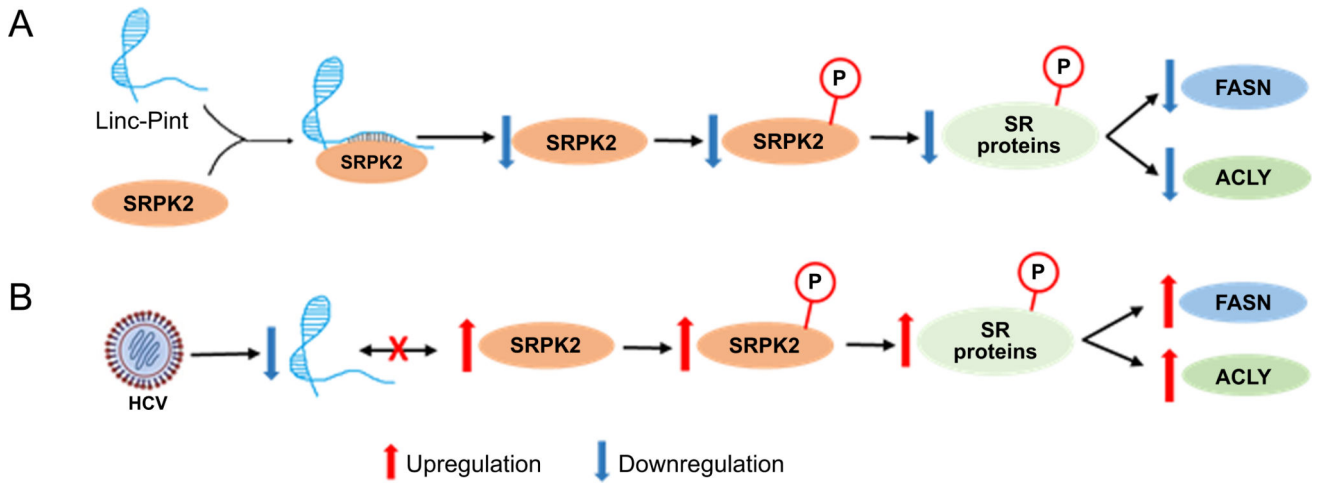 A
Linc-Pint
SRPK2
SRPK2
SRPK2
P
SRPK2
P
SR
proteins
FASN
ACLY
B
HCV
X
SRPK2
P
SRPK2
P
SR
proteins
FASN
ACLY
Upregulation
Downregulation